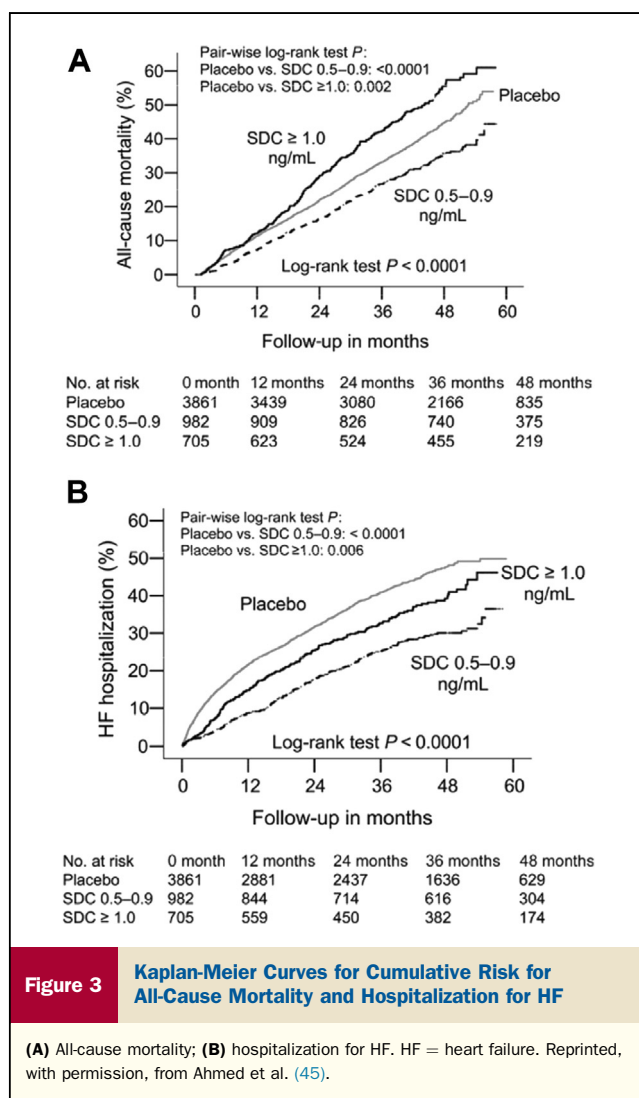 A
Pair-wise log-rank test P:
Placebo vs. SDC 0.5–0.9: <0.0001
Placebo vs. SDC ≥1.0: 0.002
60
50
40
30
20
10
0
All-cause mortality (%)
SDC ≥ 1.0
ng/mL
Placebo
SDC 0.5–0.9
ng/mL
Log-rank test P < 0.0001
0 12 24 36 48 60
Follow-up in months
No. at risk 0 month 12 months 24 months 36 months 48 months
Placebo 3861 3439 3080 2166 835
SDC 0.5–0.9 982 909 826 740 375
SDC ≥ 1.0 705 623 524 455 219
B
Pair-wise log-rank test P:
Placebo vs. SDC 0.5–0.9: < 0.0001
Placebo vs. SDC ≥1.0: 0.006
60
50
40
30
20
10
0
HF hospitalization (%)
Placebo
SDC ≥ 1.0
ng/mL
SDC 0.5–0.9
ng/mL
Log-rank test P < 0.0001
0 12 24 36 48 60
Follow-up in months
No. at risk 0 month 12 months 24 months 36 months 48 months
Placebo 3861 2881 2437 1636 629
SDC 0.5–0.9 982 844 714 616 304
SDC ≥ 1.0 705 559 450 382 174
Figure 3
Kaplan-Meier Curves for Cumulative Risk for
All-Cause Mortality and Hospitalization for HF
(A) All-cause mortality; (B) hospitalization for HF. HF = heart failure. Reprinted,
with permission, from Ahmed et al. (45).